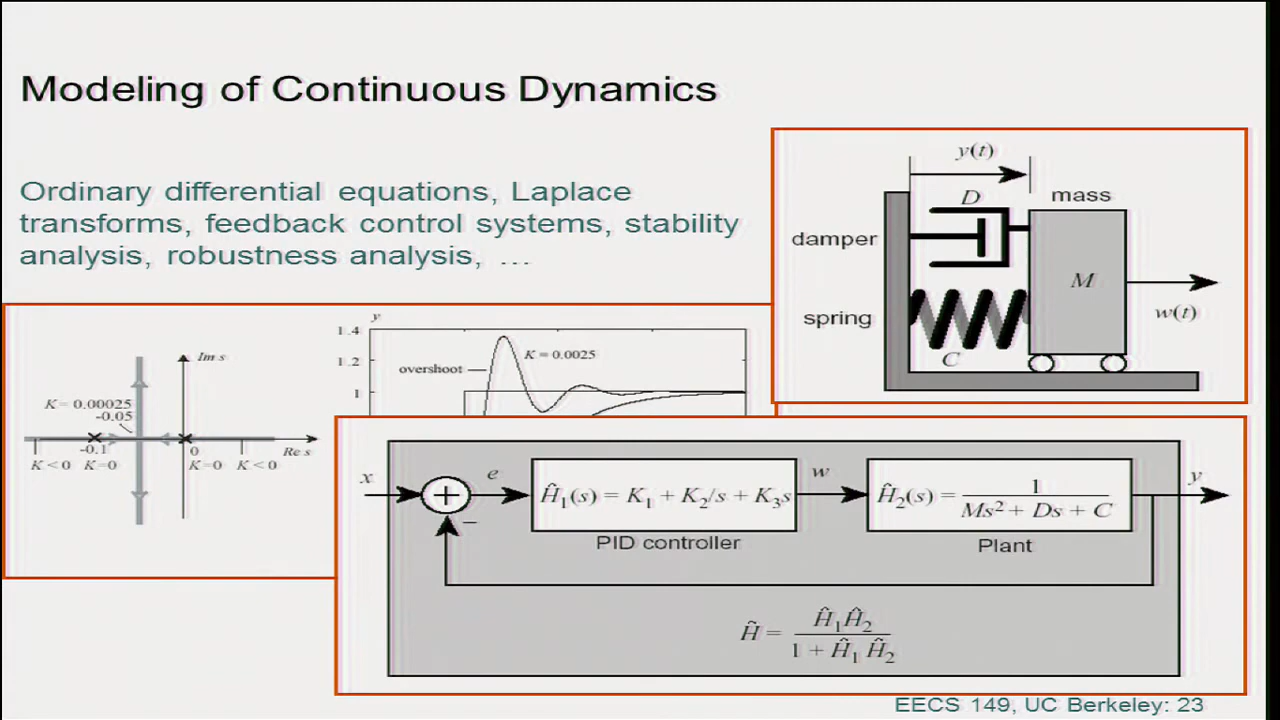 Modeling of Continuous Dynamics
Ordinary differential equations, Laplace
transforms, feedback control systems, stability
analysis, robustness analysis, …
y(t)
D
mass
damper
M
spring
w(t)
C
Im s
K = 0.00025
-0.05
-0.1
0
Re s
K < 0 K=0 K=0 K < 0
y
1.4
1.2
1
overshoot
K = 0.0025
x
e
Ĥ₁(s) = K₁ + K₂/s + K₃s
w
Ĥ₂(s) = 1 / (Ms² + Ds + C)
y
−
PID controller
Plant
Ĥ = Ĥ₁Ĥ₂ / (1 + Ĥ₁Ĥ₂)
EECS 149, UC Berkeley: 23